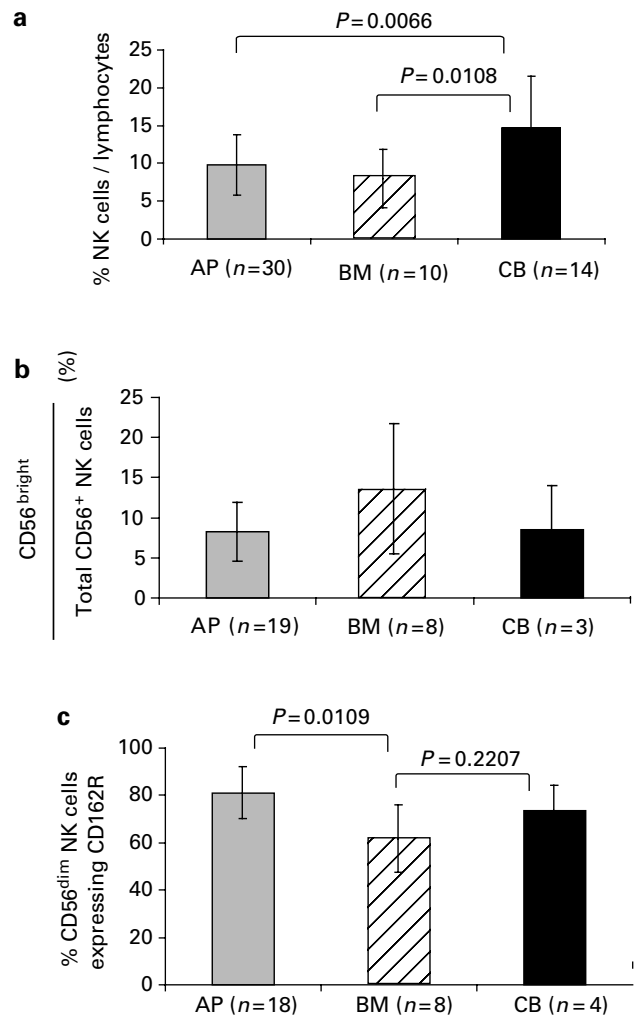 a
P=0.0066
P=0.0108
% NK cells / lymphocytes
25
20
15
10
5
0
AP (n=30) BM (n=10) CB (n=14)
b
CD56bright
Total CD56+ NK cells
(%)
25
20
15
10
5
0
AP (n=19) BM (n=8) CB (n=3)
c
P=0.0109
P=0.2207
% CD56dim NK cells
expressing CD162R
100
80
60
40
20
0
AP (n=18) BM (n=8) CB (n=4)